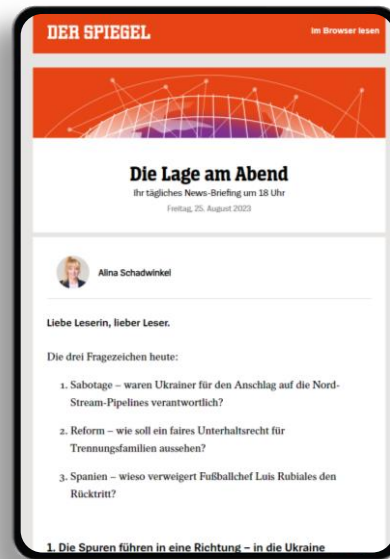 DER SPIEGEL
Im Browser lesen
Die Lage am Abend
Ihr tägliches News-Briefing um 18 Uhr
Freitag, 25. August 2023
Alina Schadwinkel
Liebe Leserin, lieber Leser.
Die drei Fragezeichen heute:
1. Sabotage – waren Ukrainer für den Anschlag auf die Nord-
Stream-Pipelines verantwortlich?
2. Reform – wie soll ein faires Unterhaltsrecht für
Trennungsfamilien aussehen?
3. Spanien – wieso verweigert Fußballchef Luis Rubiales den
Rücktritt?
1. Die Spuren führen in eine Richtung – in die Ukraine